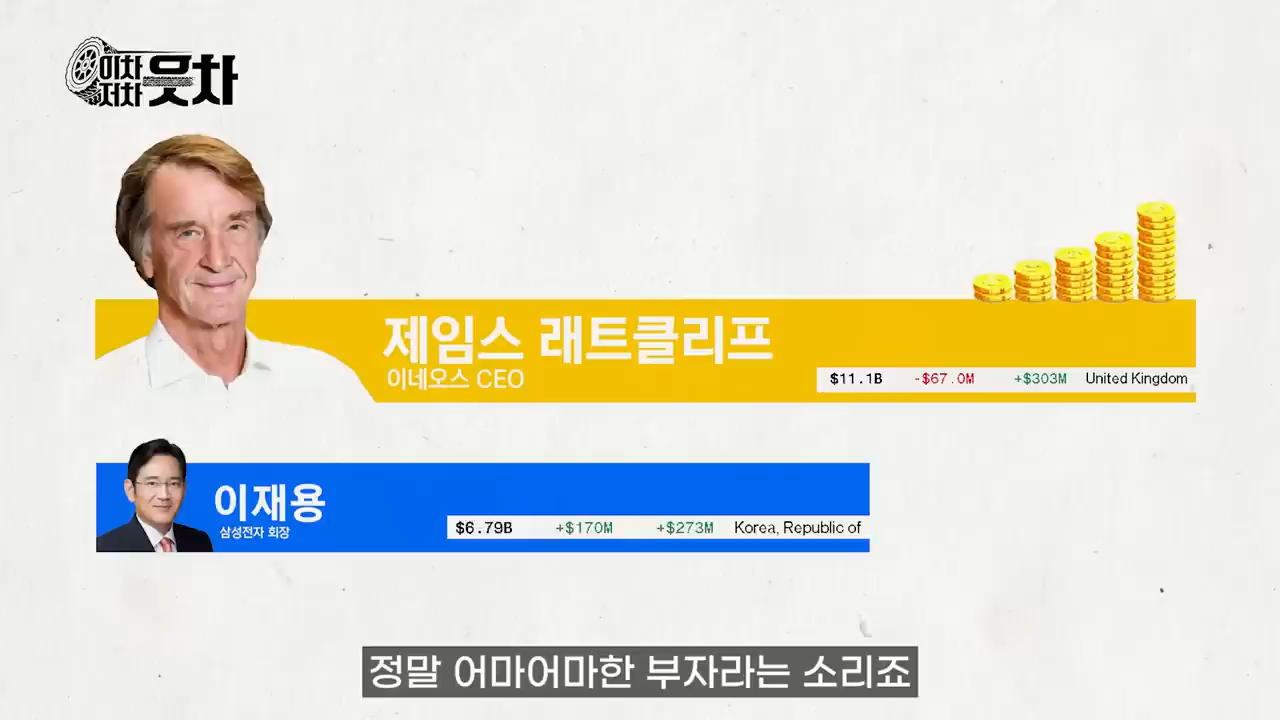 이차
저차
읏차
제임스 래트클리프
이네오스 CEO
$11.1B -$67.0M +$303M United Kingdom
이재용
삼성전자 회장
$6.79B +$170M +$273M Korea, Republic of
정말 어마어마한 부자라는 소리죠